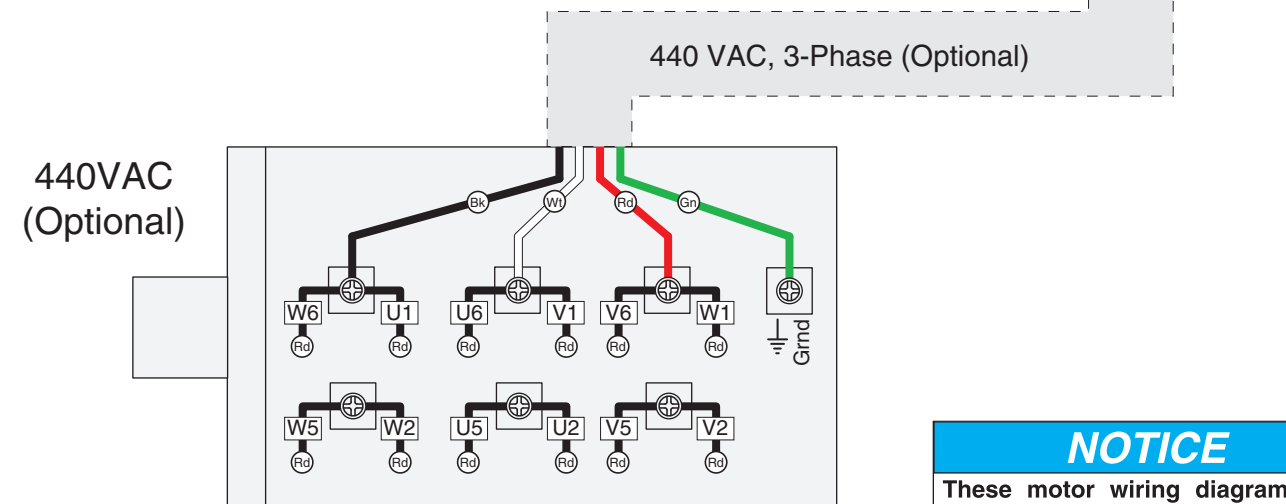 440 VAC, 3-Phase (Optional)
440VAC
(Optional)
Bk Wt Rd Gn
W6 U1 U6 V1 V6 W1
Rd Rd Rd Rd Rd Rd
Grnd
W5 W2 U5 U2 V5 V2
Rd Rd Rd Rd Rd Rd
NOTICE
These motor wiring diagram